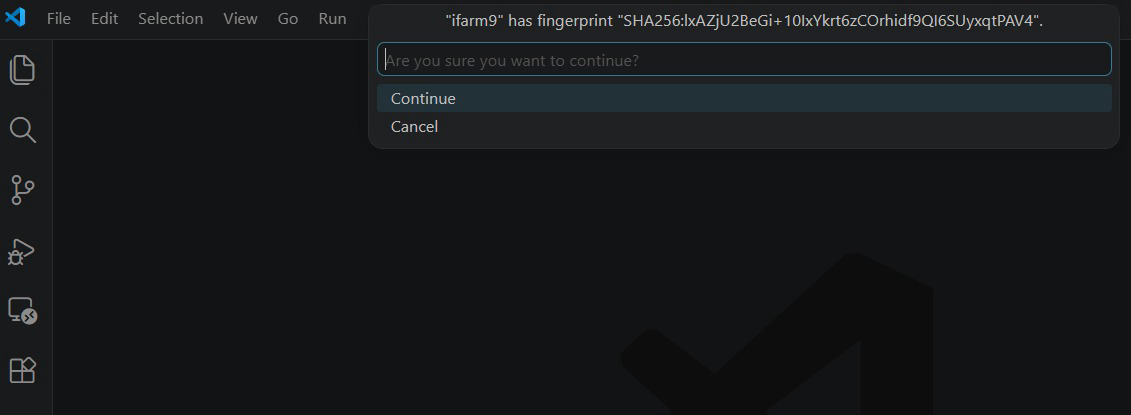 File Edit Selection View Go Run
"ifarm9" has fingerprint "SHA256:lxAZjU2BeGi+10IxYkrt6zCOrhidf9QI6SUyxqtPAV4".
Are you sure you want to continue?
Continue
Cancel